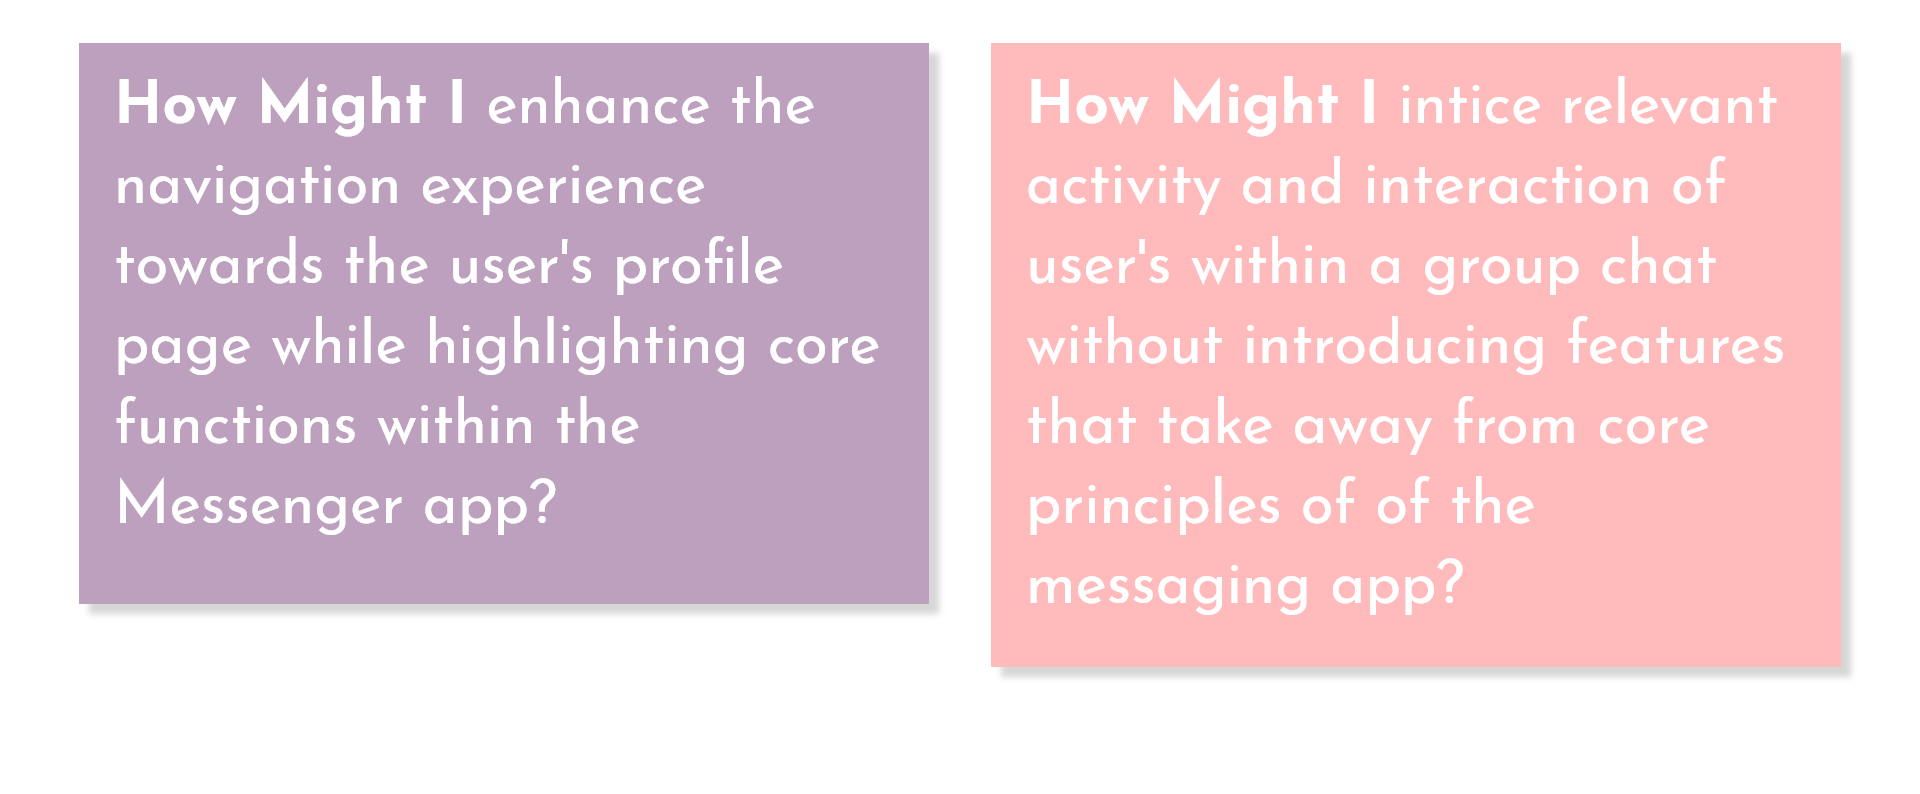 How Might I enhance the
navigation experience
towards the user's profile
page while highlighting core
functions within the
Messenger app?
How Might I intice relevant
activity and interaction of
user's within a group chat
without introducing features
that take away from core
principles of of the
messaging app?